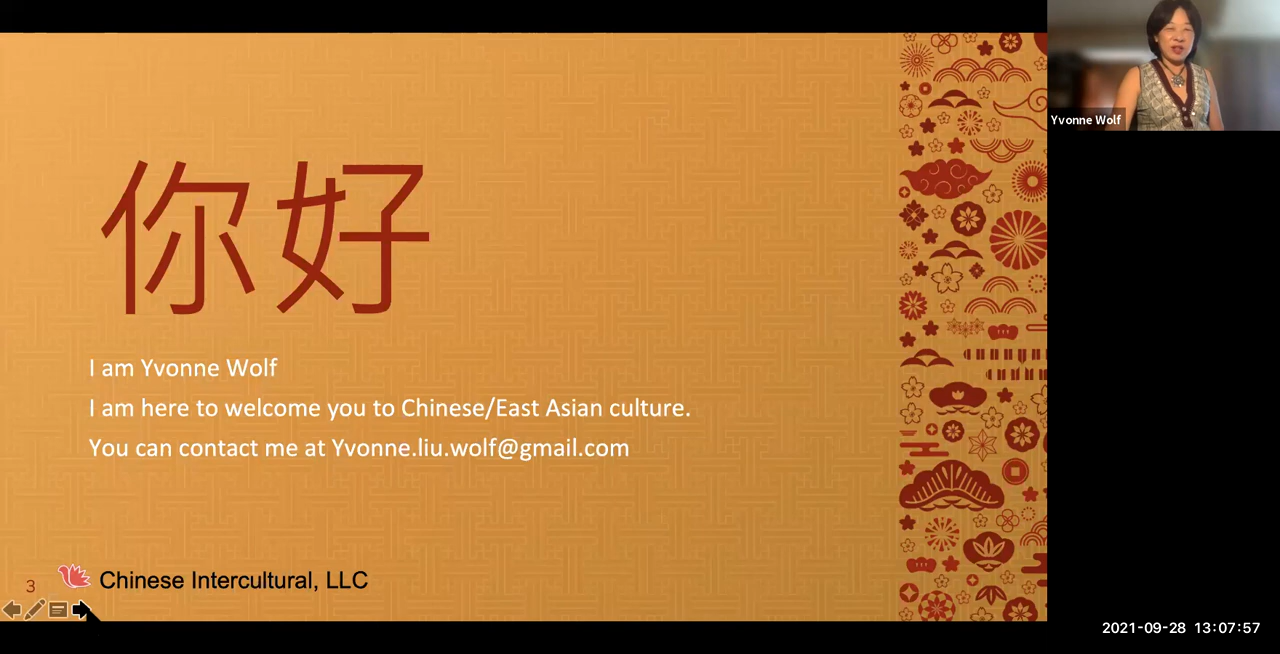 你好
I am Yvonne Wolf
I am here to welcome you to Chinese/East Asian culture.
You can contact me at Yvonne.liu.wolf@gmail.com
3
Chinese Intercultural, LLC
Yvonne Wolf
2021-09-28 13:07:57